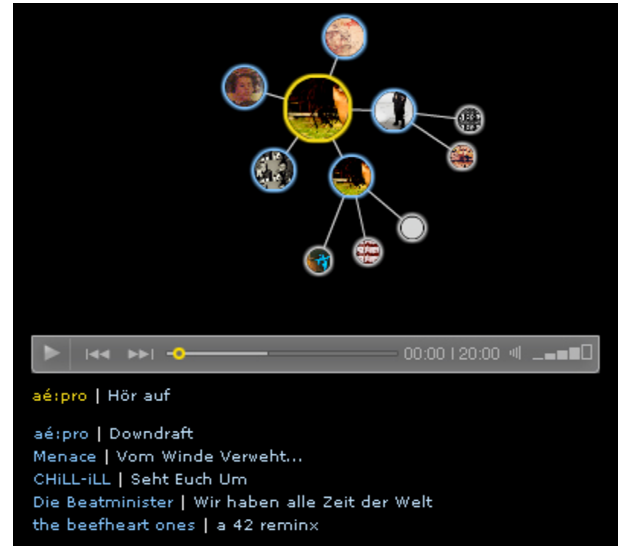 00:00 | 20:00
aé:pro | Hör auf
aé:pro | Downdraft
Menace | Vom Winde Verweht...
CHiLL-iLL | Seht Euch Um
Die Beatminister | Wir haben alle Zeit der Welt
the beefheart ones | a 42 reminx